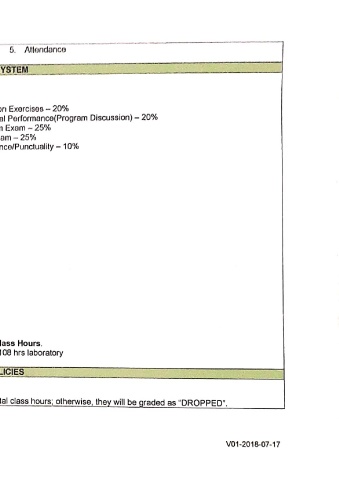 5. Attendance
YSTEM
on Exercises – 20%
al Performance(Program Discussion) – 20%
n Exam – 25%
am – 25%
nce/Punctuality – 10%
lass Hours.
108 hrs laboratory
LICIES
tal class hours; otherwise, they will be graded as "DROPPED".
V01-2018-07-17